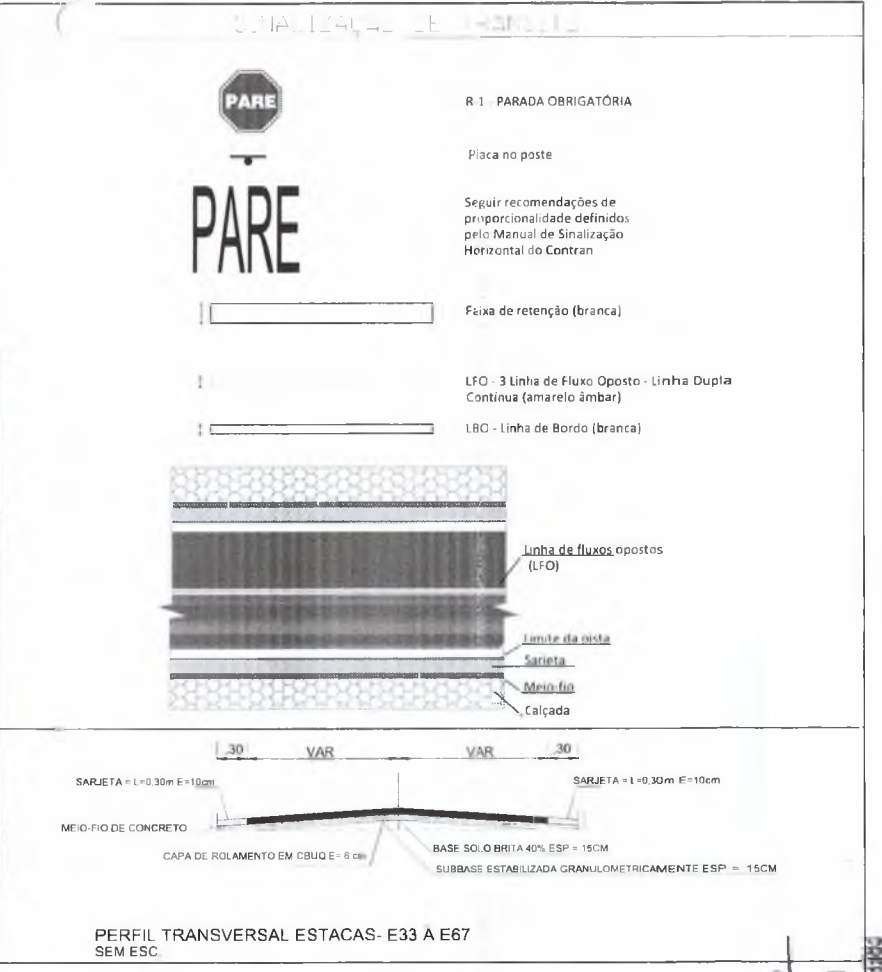 PARE
R-1 - PARADA OBRIGATÓRIA
Placa no poste
PARE
Seguir recomendações de
proporcionalidade definidos
pelo Manual de Sinalização
Horizontal do Contran
Faixa de retenção (branca)
LFO - 3 Linha de Fluxo Oposto - Linha Dupla
Contínua (amarelo âmbar)
LBO - Linha de Bordo (branca)
Linha de fluxos opostos
(LFO)
Limite da pista
Sarjeta
Meio-fio
Calçada
.30 VAR VAR .30
SARJETA = L=0,30m E=10cm
SARJETA = L=0,30m E=10cm
MEIO-FIO DE CONCRETO
CAPA DE ROLAMENTO EM CBUQ E= 6 cm
BASE SOLO BRITA 40% ESP = 15CM
SUBBASE ESTABILIZADA GRANULOMETRICAMENTE ESP = 15CM
PERFIL TRANSVERSAL ESTACAS- E33 A E67
SEM ESC.